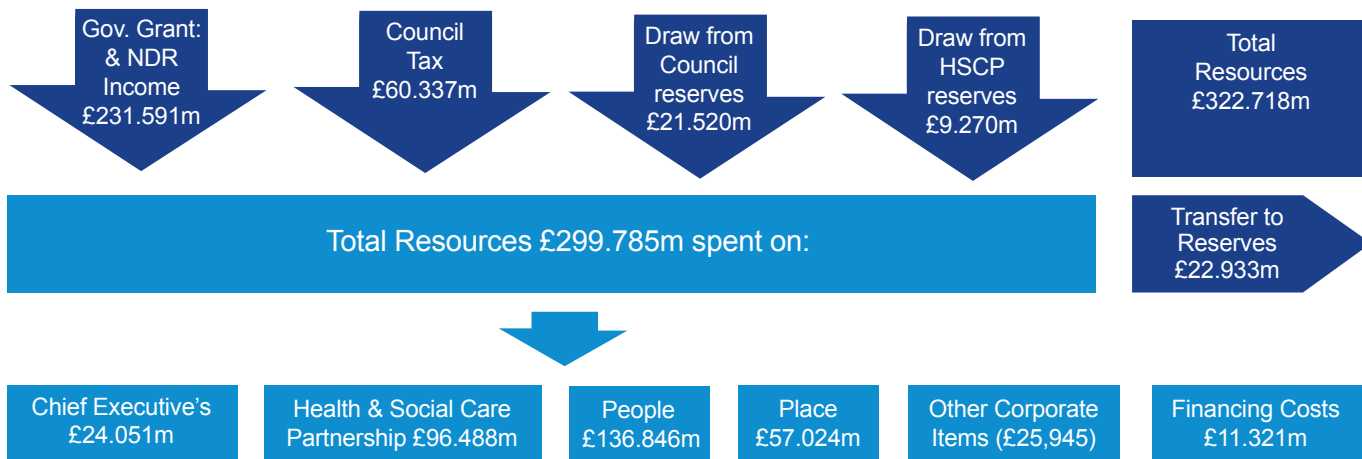 Gov. Grant:
& NDR
Income
£231.591m
Council
Tax
£60.337m
Draw from
Council
reserves
£21.520m
Draw from
HSCP
reserves
£9.270m
Total
Resources
£322.718m
Total Resources £299.785m spent on:
Transfer to
Reserves
£22.933m
Chief Executive's
£24.051m
Health & Social Care
Partnership £96.488m
People
£136.846m
Place
£57.024m
Other Corporate
Items (£25,945)
Financing Costs
£11.321m